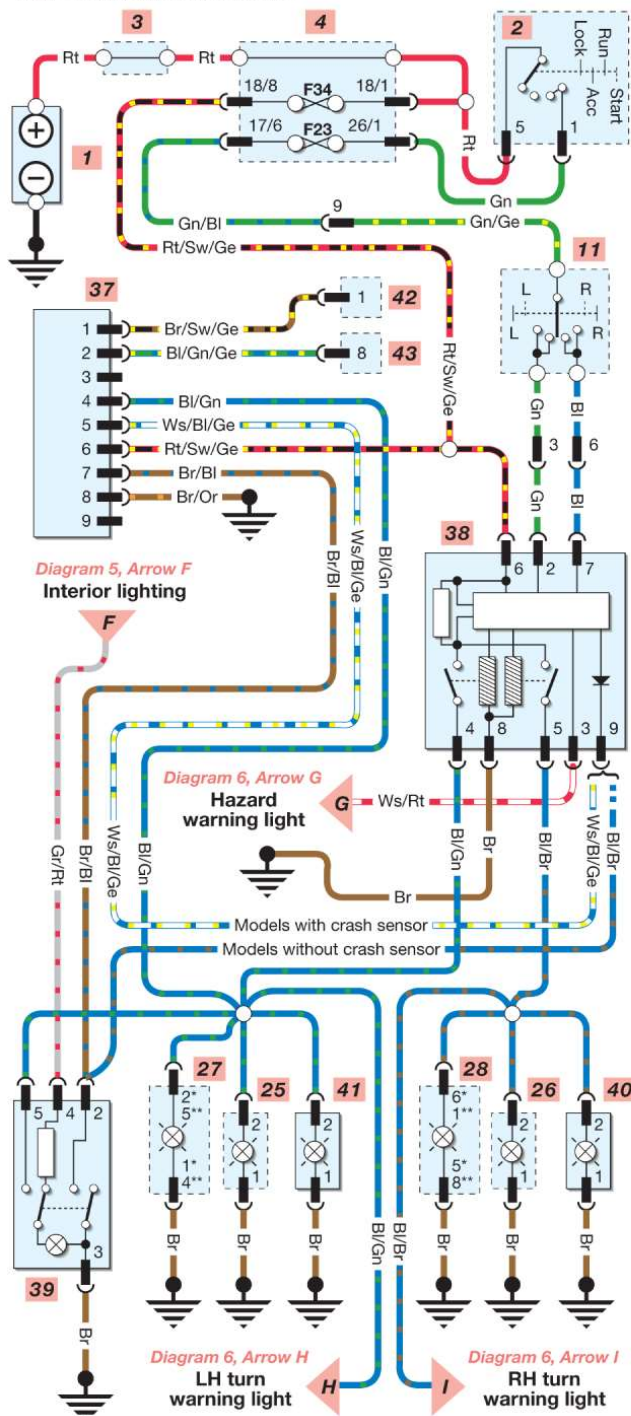 3
4
2
Rt
Rt
Lock
Run
Acc
Start
18/8
F34
18/1
17/6
F23
26/1
Rt
5
1
1
Gn
9
Gn/Bl
Gn/Ge
Rt/Sw/Ge
11
37
L
R
L
R
1
Br/Sw/Ge
1
42
2
Bl/Gn/Ge
8
43
3
4
Bl/Gn
5
Ws/Bl/Ge
6
Rt/Sw/Ge
7
Br/Bl
8
Br/Or
9
Rt/Sw/Ge
Gn
Bl
3
6
Gn
Bl
38
6
2
7
Diagram 5, Arrow F
Interior lighting
F
Br/Bl
Ws/Bl/Ge
Bl/Gn
4
8
5
3
9
Diagram 6, Arrow G
Hazard
warning light
G
Ws/Rt
Gr/Rt
Br/Bl
Ws/Bl/Ge
Bl/Gn
Br
Bl/Gn
Bl/Br
Ws/Bl/Ge
Bl/Br
Models with crash sensor
Models without crash sensor
27
25
41
28
26
40
5
4
2
2*
5**
1*
4**
2
1
2
1
6*
1**
5*
8**
2
1
2
1
3
39
Br
Br
Br
Br
Bl/Gn
Bl/Br
Br
Br
Br
Diagram 6, Arrow H
LH turn
warning light
H
Diagram 6, Arrow I
RH turn
warning light
I